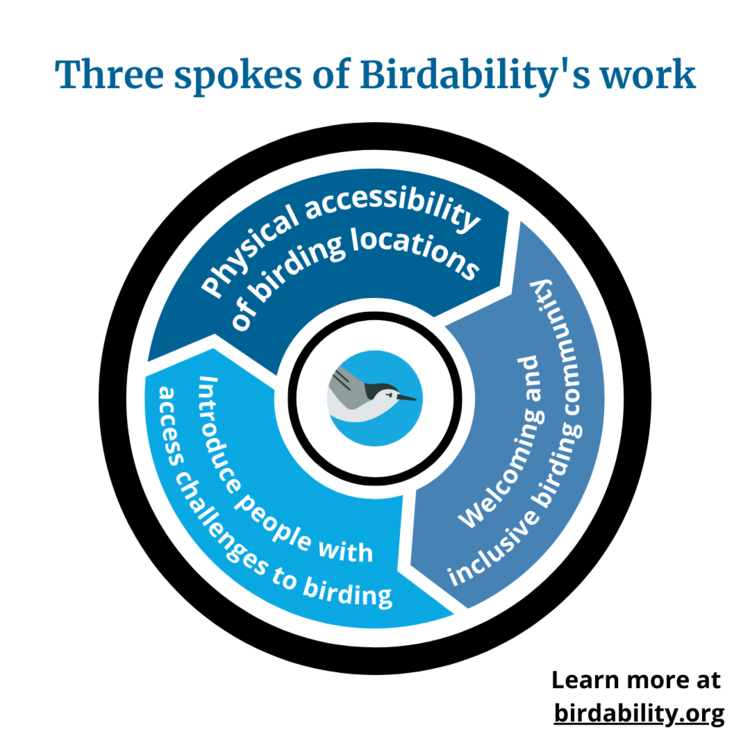 Three spokes of Birdability's work
Physical accessibility
of birding locations
Welcoming and
inclusive birding community
Introduce people with
access challenges to birding
Learn more at
birdability.org